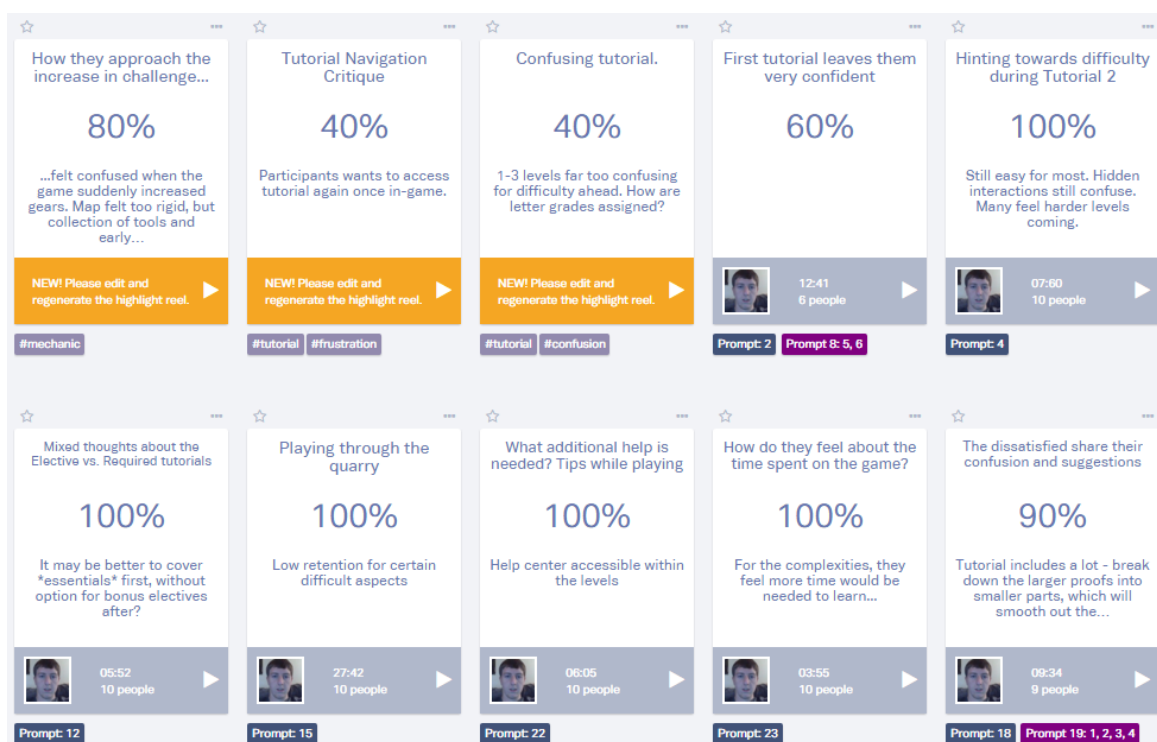 How they approach the
increase in challenge...
80%
...felt confused when the
game suddenly increased
gears. Map felt too rigid, but
collection of tools and
early...
NEW! Please edit and
regenerate the highlight reel.
#mechanic
Tutorial Navigation
Critique
40%
Participants wants to access
tutorial again once in-game.
NEW! Please edit and
regenerate the highlight reel.
#tutorial #frustration
Confusing tutorial.
40%
1-3 levels far too confusing
for difficulty ahead. How are
letter grades assigned?
NEW! Please edit and
regenerate the highlight reel.
#tutorial #confusion
First tutorial leaves them
very confident
60%
12:41
6 people
Prompt: 2 Prompt 8: 5, 6
Hinting towards difficulty
during Tutorial 2
100%
Still easy for most. Hidden
interactions still confuse.
Many feel harder levels
coming.
07:60
10 people
Prompt: 4
Mixed thoughts about the
Elective vs. Required tutorials
100%
It may be better to cover
*essentials* first, without
option for bonus electives
after?
05:52
10 people
Prompt: 12
Playing through the
quarry
100%
Low retention for certain
difficult aspects
27:42
10 people
Prompt: 15
What additional help is
needed? Tips while playing
100%
Help center accessible within
the levels
06:05
10 people
Prompt: 22
How do they feel about the
time spent on the game?
100%
For the complexities, they
feel more time would be
needed to learn...
03:55
10 people
Prompt: 23
The dissatisfied share their
confusion and suggestions
90%
Tutorial includes a lot - break
down the larger proofs into
smaller parts, which will
smooth out the...
09:34
9 people
Prompt: 18 Prompt 19: 1, 2, 3, 4